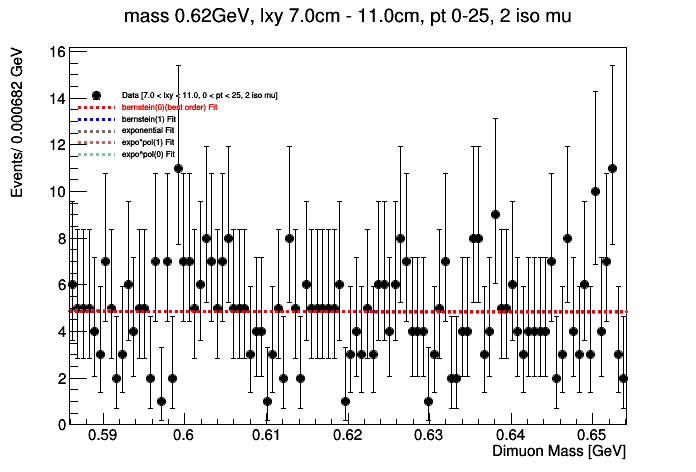 mass 0.62GeV, lxy 7.0cm - 11.0cm, pt 0-25, 2 iso mu
Events/ 0.000682 GeV
16
14
12
10
8
6
4
2
0
Data [7.0 < lxy < 11.0, 0 < pt < 25, 2 iso mu]
bernstein(0)(best order) Fit
bernstein(1) Fit
exponential Fit
expo*pol(1) Fit
expo^pol(0) Fit
0.59 0.6 0.61 0.62 0.63 0.64 0.65
Dimuon Mass [GeV]